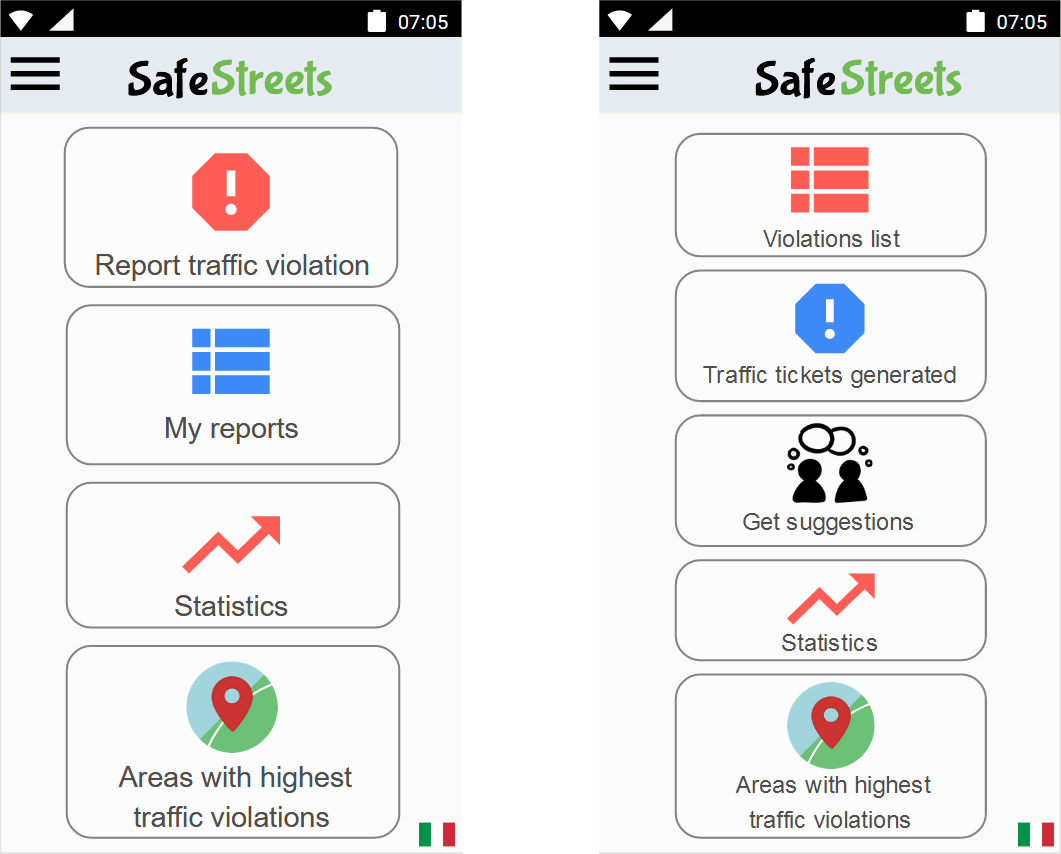 07:05
SafeStreets
Report traffic violation
My reports
Statistics
Areas with highest
traffic violations
07:05
SafeStreets
Violations list
Traffic tickets generated
Get suggestions
Statistics
Areas with highest
traffic violations